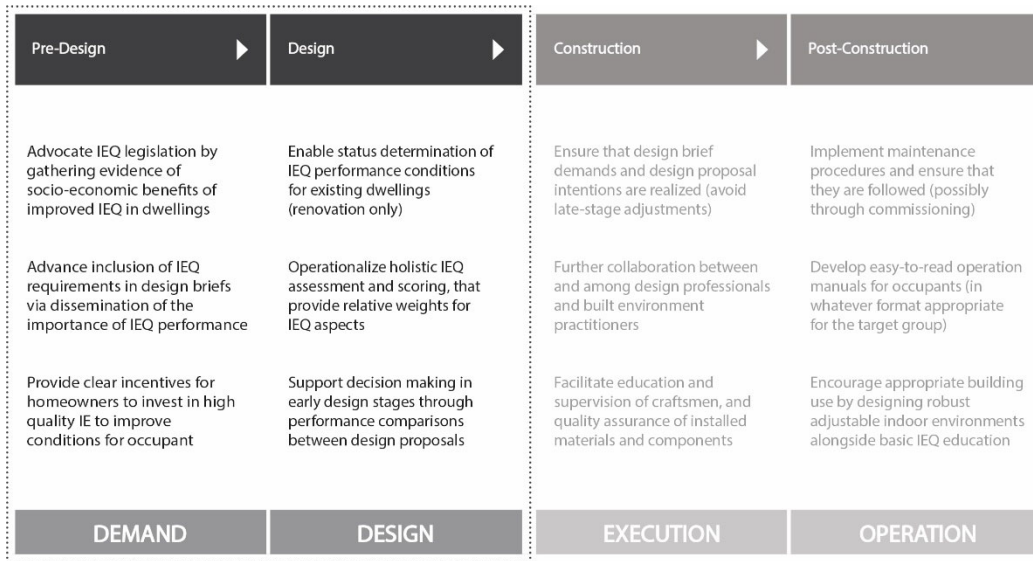 Pre-Design
Design
Construction
Post-Construction
Advocate IEQ legislation by
gathering evidence of
socio-economic benefits of
improved IEQ in dwellings
Enable status determination of
IEQ performance conditions
for existing dwellings
(renovation only)
Ensure that design brief
demands and design proposal
intentions are realized (avoid
late-stage adjustments)
Implement maintenance
procedures and ensure that
they are followed (possibly
through commissioning)
Advance inclusion of IEQ
requirements in design briefs
via dissemination of the
importance of IEQ performance
Operationalize holistic IEQ
assessment and scoring, that
provide relative weights for
IEQ aspects
Further collaboration between
and among design professionals
and built environment
practitioners
Develop easy-to-read operation
manuals for occupants (in
whatever format appropriate
for the target group)
Provide clear incentives for
homeowners to invest in high
quality IE to improve
conditions for occupant
Support decision making in
early design stages through
performance comparisons
between design proposals
Facilitate education and
supervision of craftsmen, and
quality assurance of installed
materials and components
Encourage appropriate building
use by designing robust
adjustable indoor environments
alongside basic IEQ education
DEMAND
DESIGN
EXECUTION
OPERATION